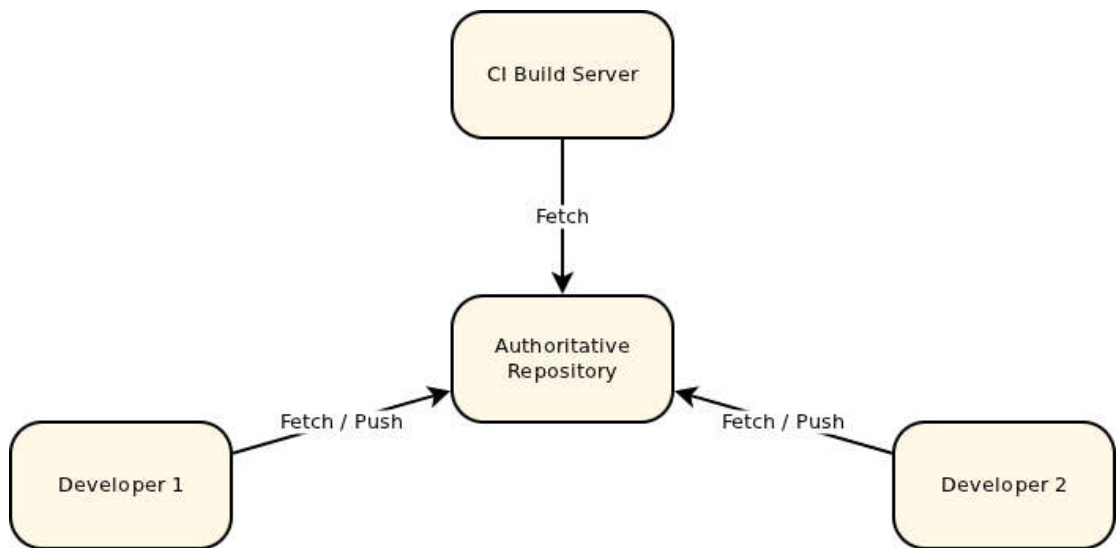 CI Build Server
Fetch
Authoritative
Repository
Fetch / Push
Fetch / Push
Developer 1
Developer 2